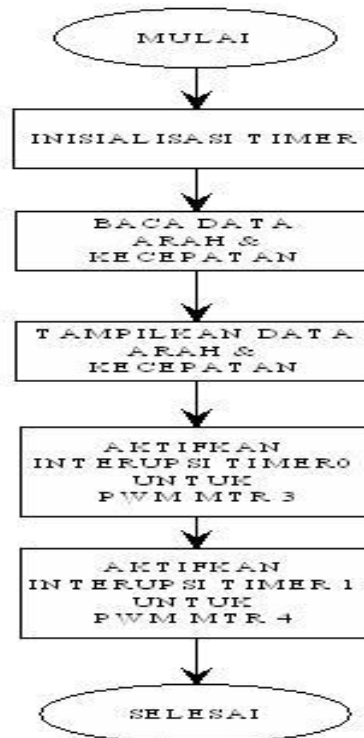 MULAI
INISIALISASI TIMER
BACA DATA
ARAH &
KECEPATAN
TAMPILKAN DATA
ARAH &
KECEPATAN
AKTIFKAN
INTERUPSI TIMER0
UNTUK
PWM MTR 3
AKTIFKAN
INTERUPSI TIMER 1
UNTUK
PWM MTR 4
SELESAI